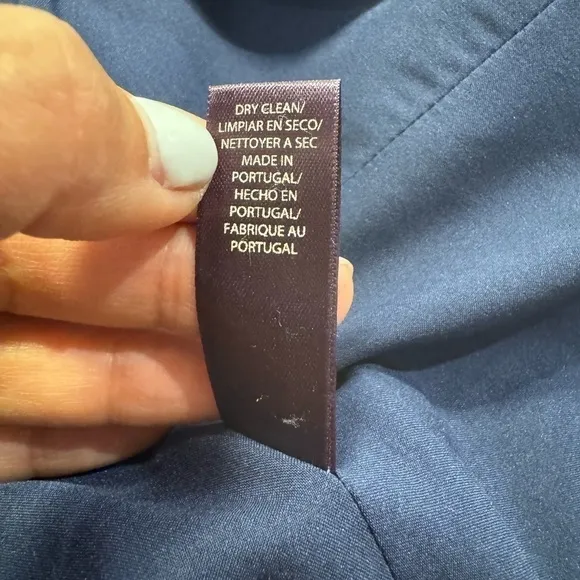 DRY CLEAN/
LIMPIAR EN SECO/
NETTOYER A SEC
MADE IN
PORTUGAL/
HECHO EN
PORTUGAL/
FABRIQUE AU
PORTUGAL